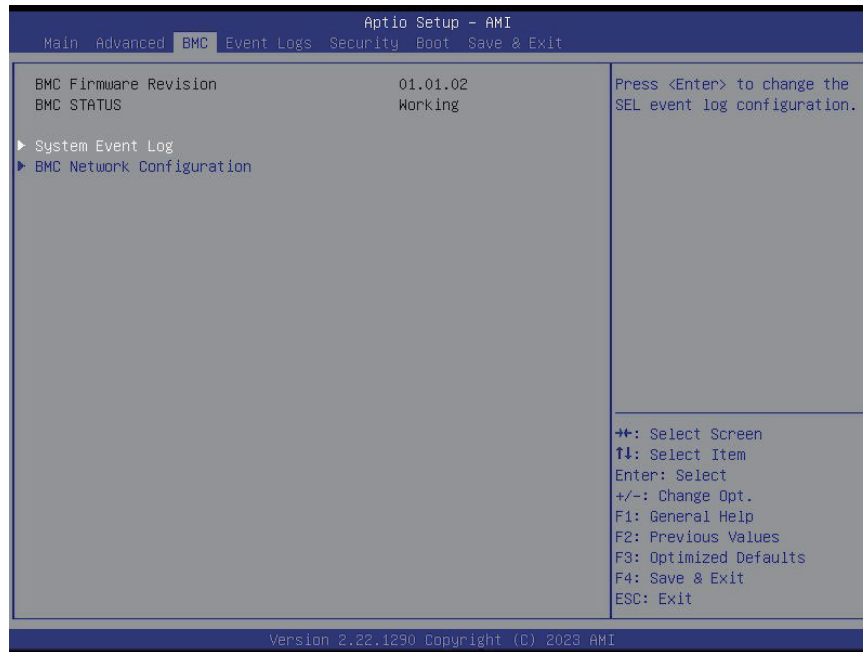 Aptio Setup – AMI
Main Advanced BMC Event Logs Security Boot Save & Exit
BMC Firmware Revision 01.01.02
BMC STATUS Working
▶ System Event Log
▶ BMC Network Configuration
Press <Enter> to change the
SEL event log configuration.
→←: Select Screen
↑↓: Select Item
Enter: Select
+/-: Change Opt.
F1: General Help
F2: Previous Values
F3: Optimized Defaults
F4: Save & Exit
ESC: Exit
Version 2.22.1290 Copyright (C) 2023 AMI